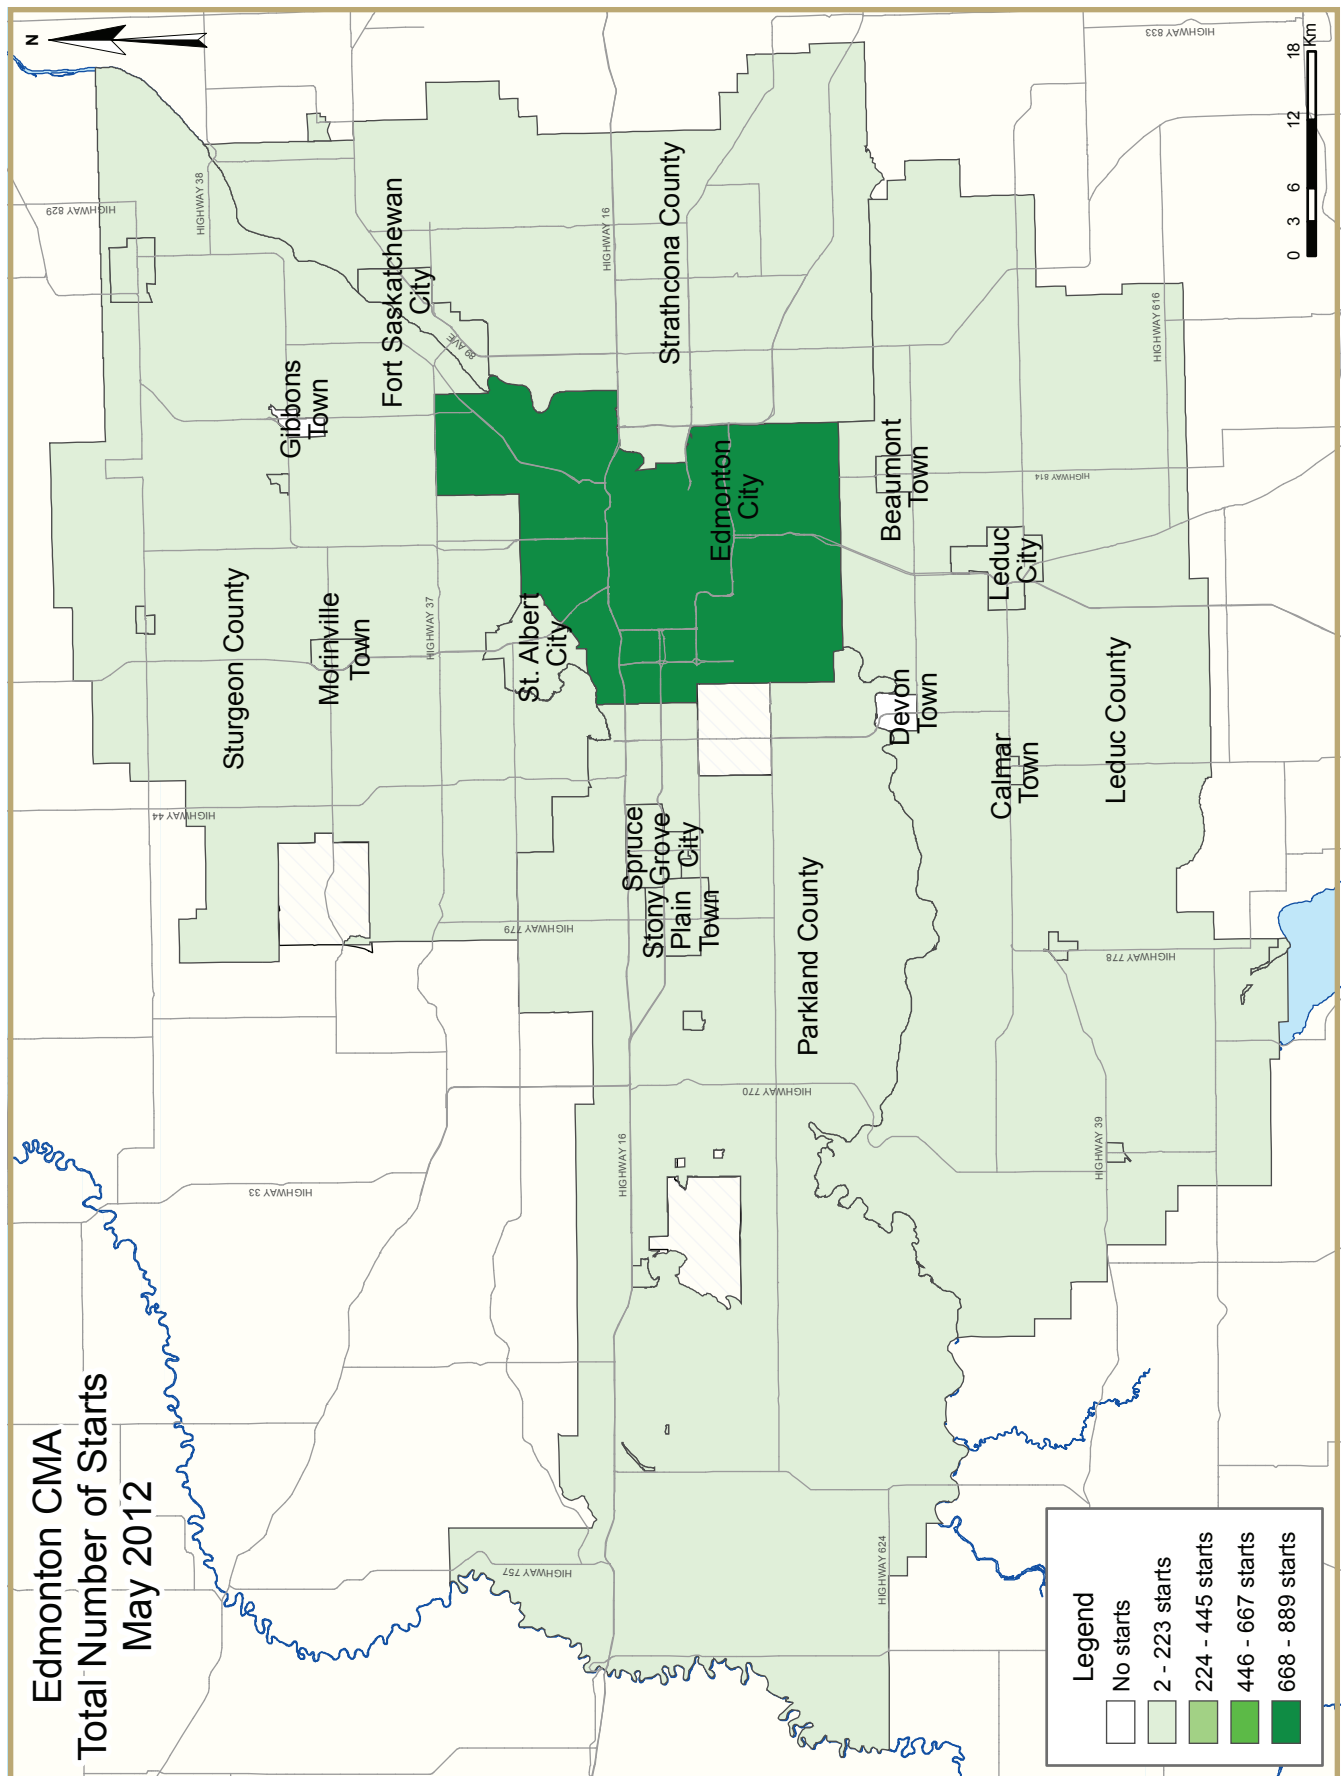 Edmonton CMA
Total Number of Starts
May 2012
N
HIGHWAY 829
HIGHWAY 38
HIGHWAY 833
HIGHWAY 44
Sturgeon County
Gibbons
Town
Morinville
Town
Fort Saskatchewan
City
89 AVE
HIGHWAY 37
HIGHWAY 33
HIGHWAY 779
St. Albert
City
HIGHWAY 16
Strathcona County
HIGHWAY 757
HIGHWAY 16
Spruce
Grove
City
Stony
Plain
Town
Edmonton
City
HIGHWAY 770
Parkland County
HIGHWAY 624
Devon
Town
Beaumont
Town
Calmar
Town
Leduc
City
HIGHWAY 814
HIGHWAY 39
HIGHWAY 778
Leduc County
HIGHWAY 616
Legend
No starts
2 - 223 starts
224 - 445 starts
446 - 667 starts
668 - 889 starts
0 3 6 12 18
Km